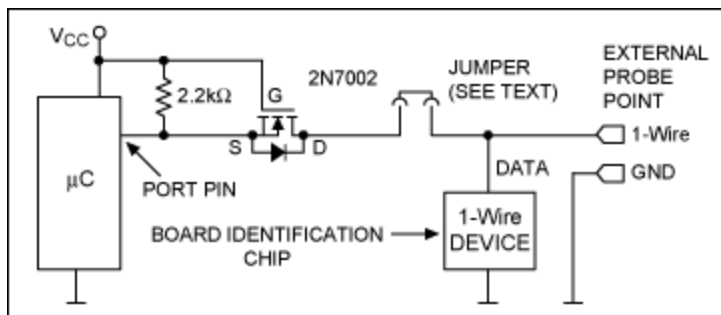 VCC
2.2kΩ
G
2N7002
S
D
JUMPER
(SEE TEXT)
EXTERNAL
PROBE
POINT
1-Wire
GND
μC
PORT PIN
DATA
1-Wire
DEVICE
BOARD IDENTIFICATION
CHIP